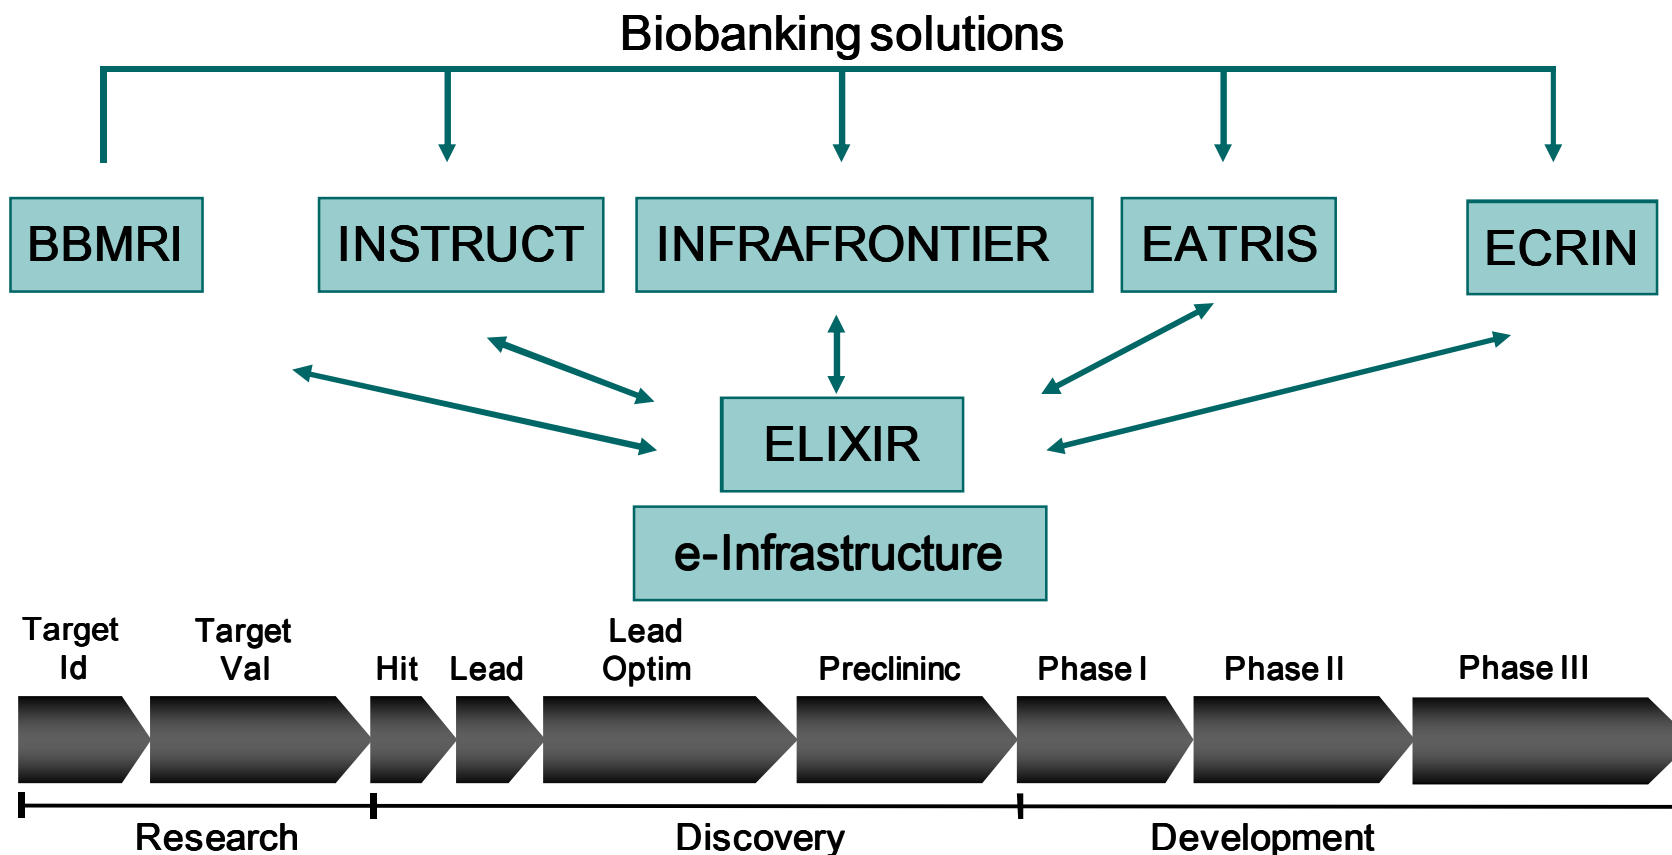 Biobanking solutions
BBMRI
INSTRUCT
INFRAFRONTIER
EATRIS
ECRIN
ELIXIR
e-Infrastructure
Target
Id
Target
Val
Hit
Lead
Lead
Optim
Preclininc
Phase I
Phase II
Phase III
Research
Discovery
Development